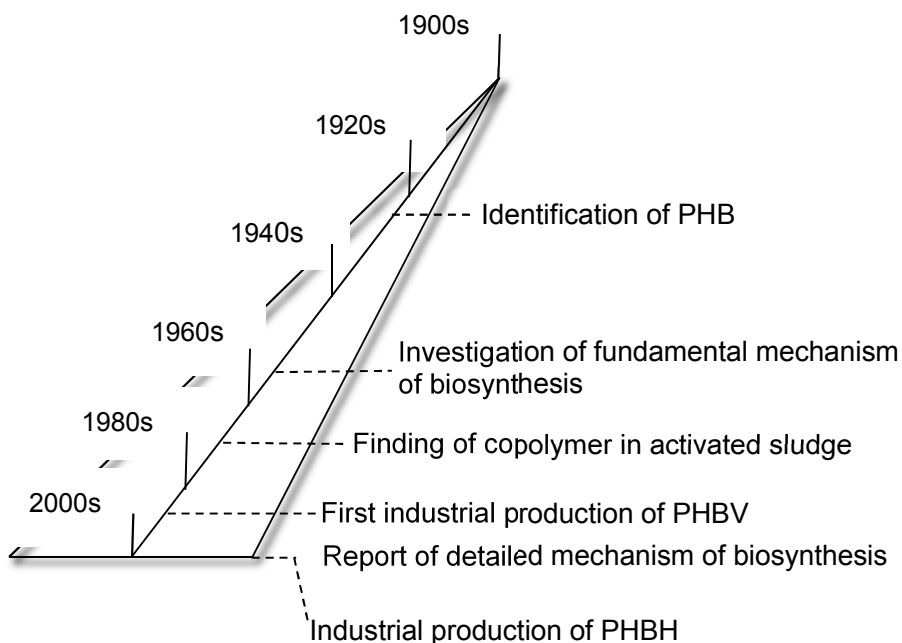 1900s
1920s
Identification of PHB
1940s
1960s
Investigation of fundamental mechanism
of biosynthesis
1980s
Finding of copolymer in activated sludge
2000s
First industrial production of PHBV
Report of detailed mechanism of biosynthesis
Industrial production of PHBH